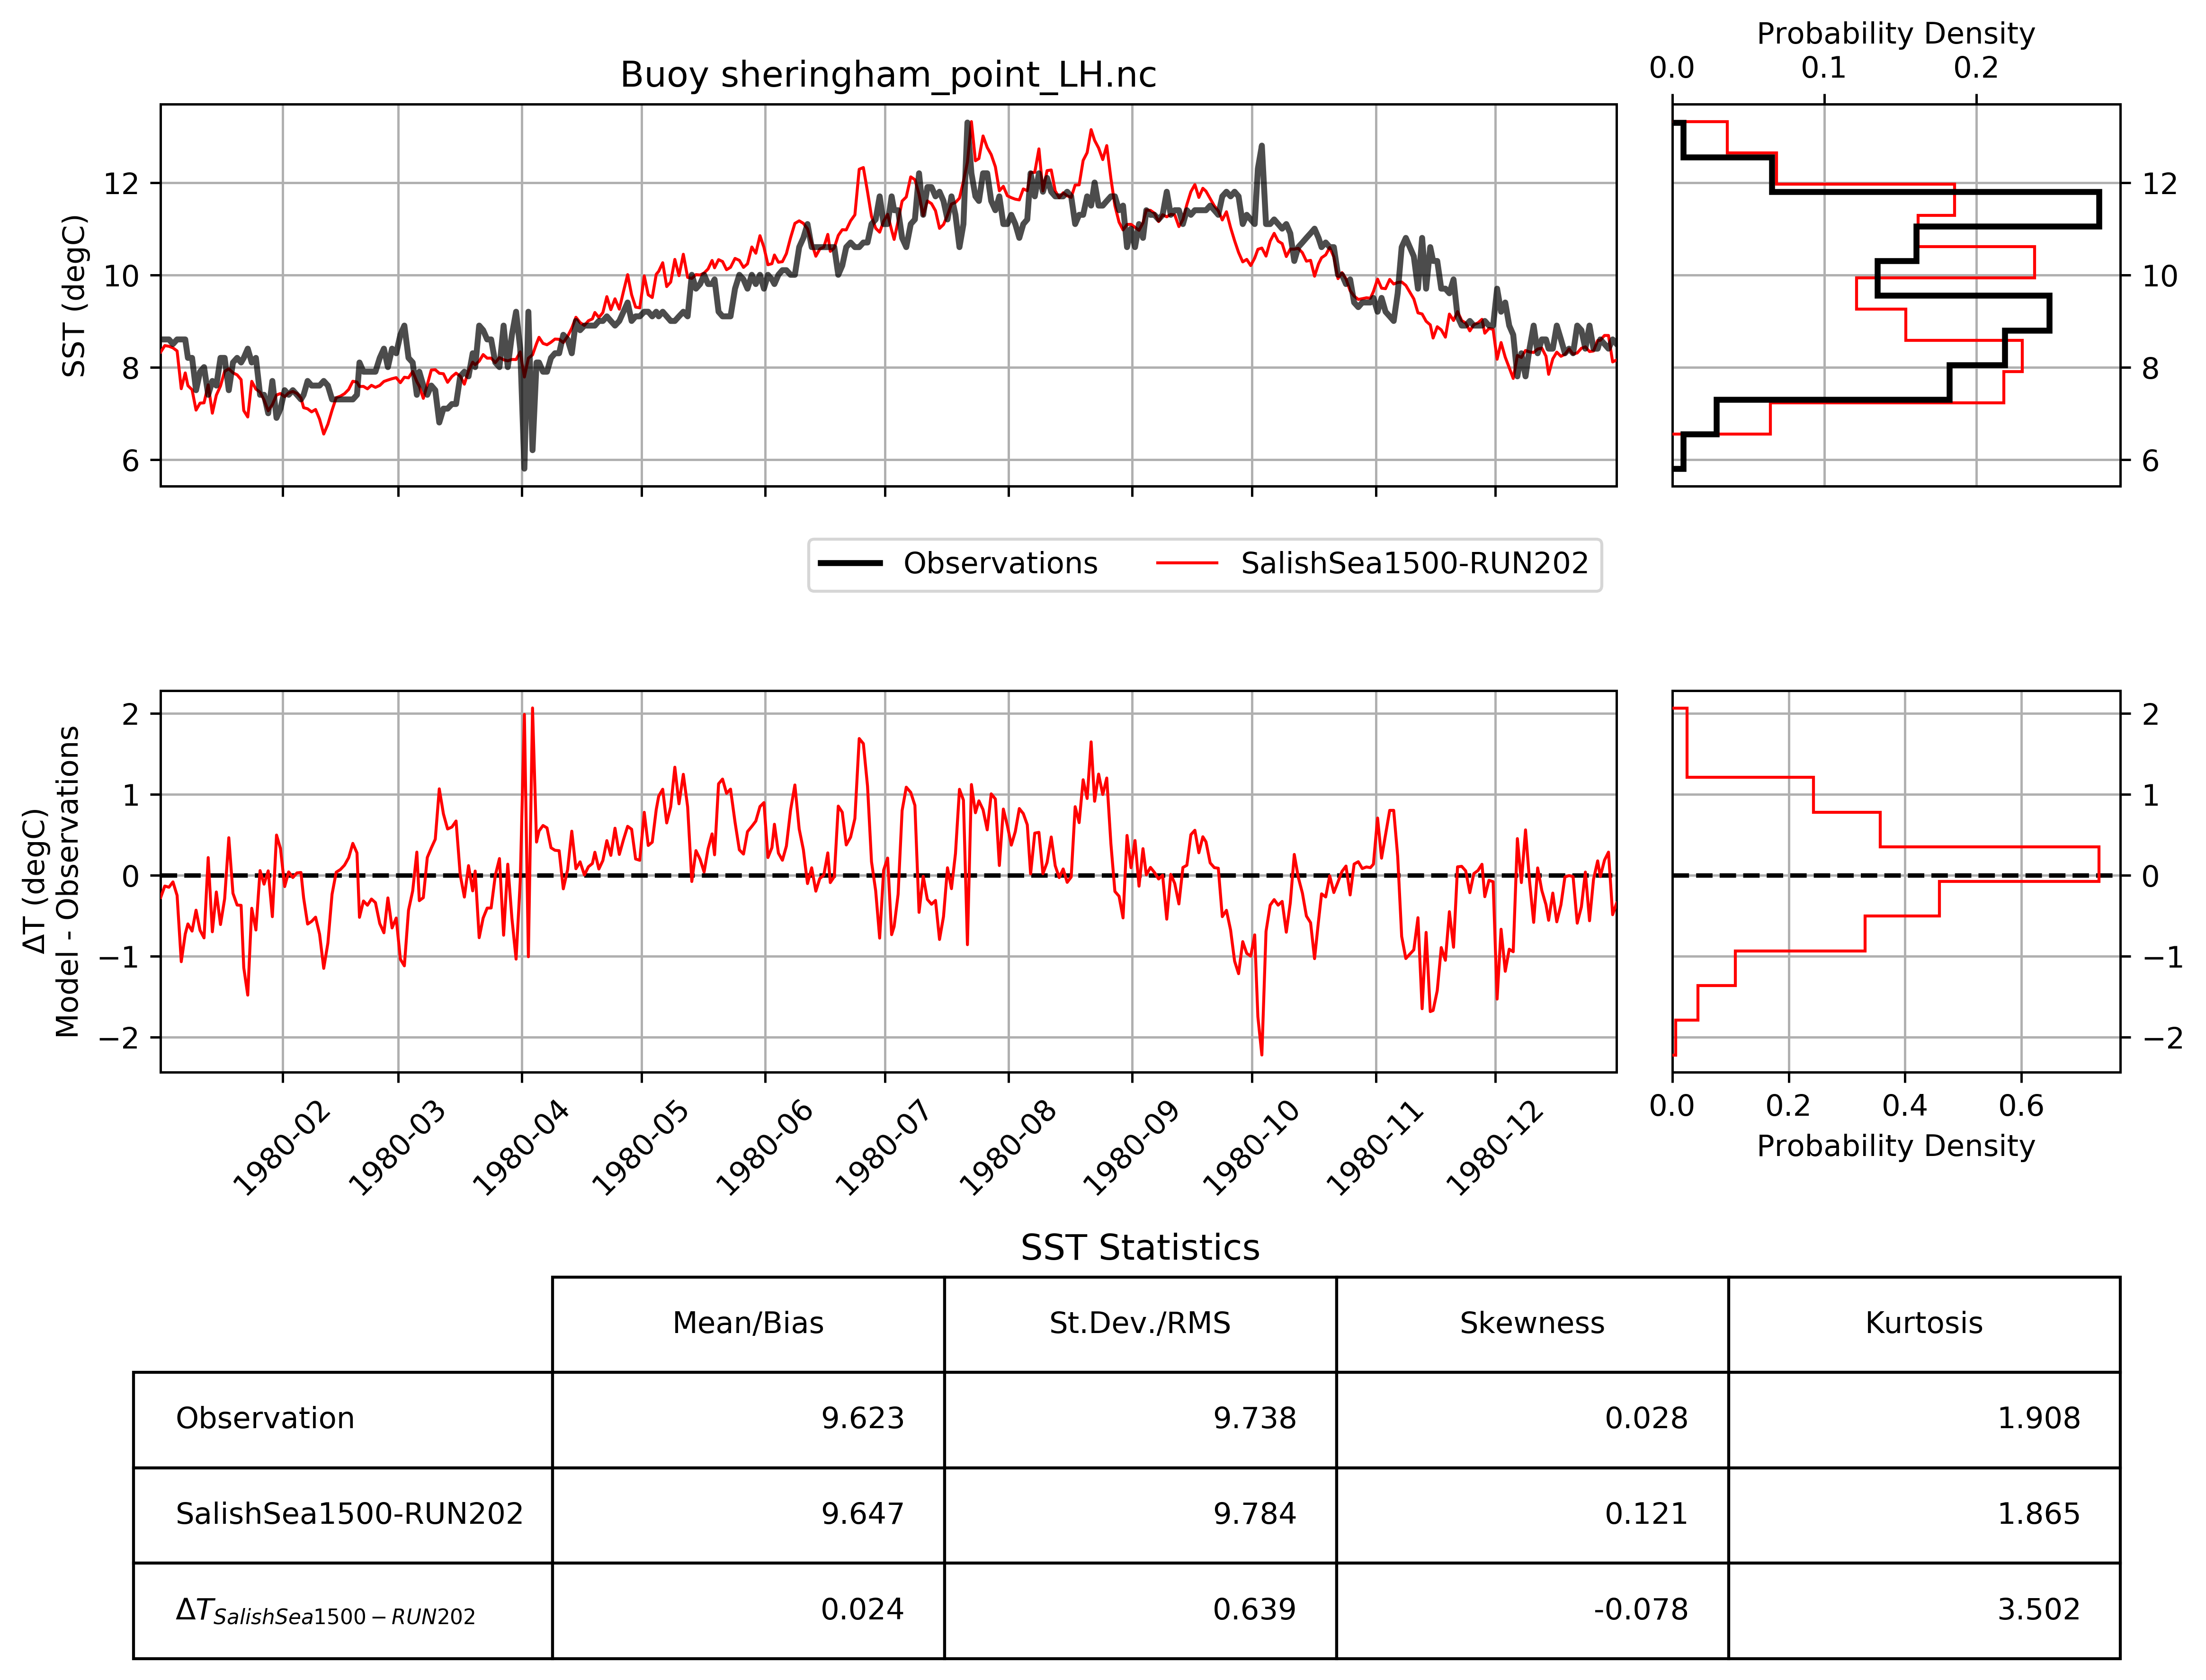 Probability Density
0.0 0.1 0.2
Buoy sheringham_point_LH.nc
SST (degC)
12
10
8
6
12
10
8
6
Observations SalishSea1500-RUN202
ΔT (degC)
Model - Observations
2
1
0
−1
−2
2
1
0
−1
−2
1980-02 1980-03 1980-04 1980-05 1980-06 1980-07 1980-08 1980-09 1980-10 1980-11 1980-12
0.0 0.2 0.4 0.6
Probability Density
SST Statistics
Mean/Bias St.Dev./RMS Skewness Kurtosis
Observation 9.623 9.738 0.028 1.908
SalishSea1500-RUN202 9.647 9.784 0.121 1.865
ΔT SalishSea1500−RUN202 0.024 0.639 -0.078 3.502